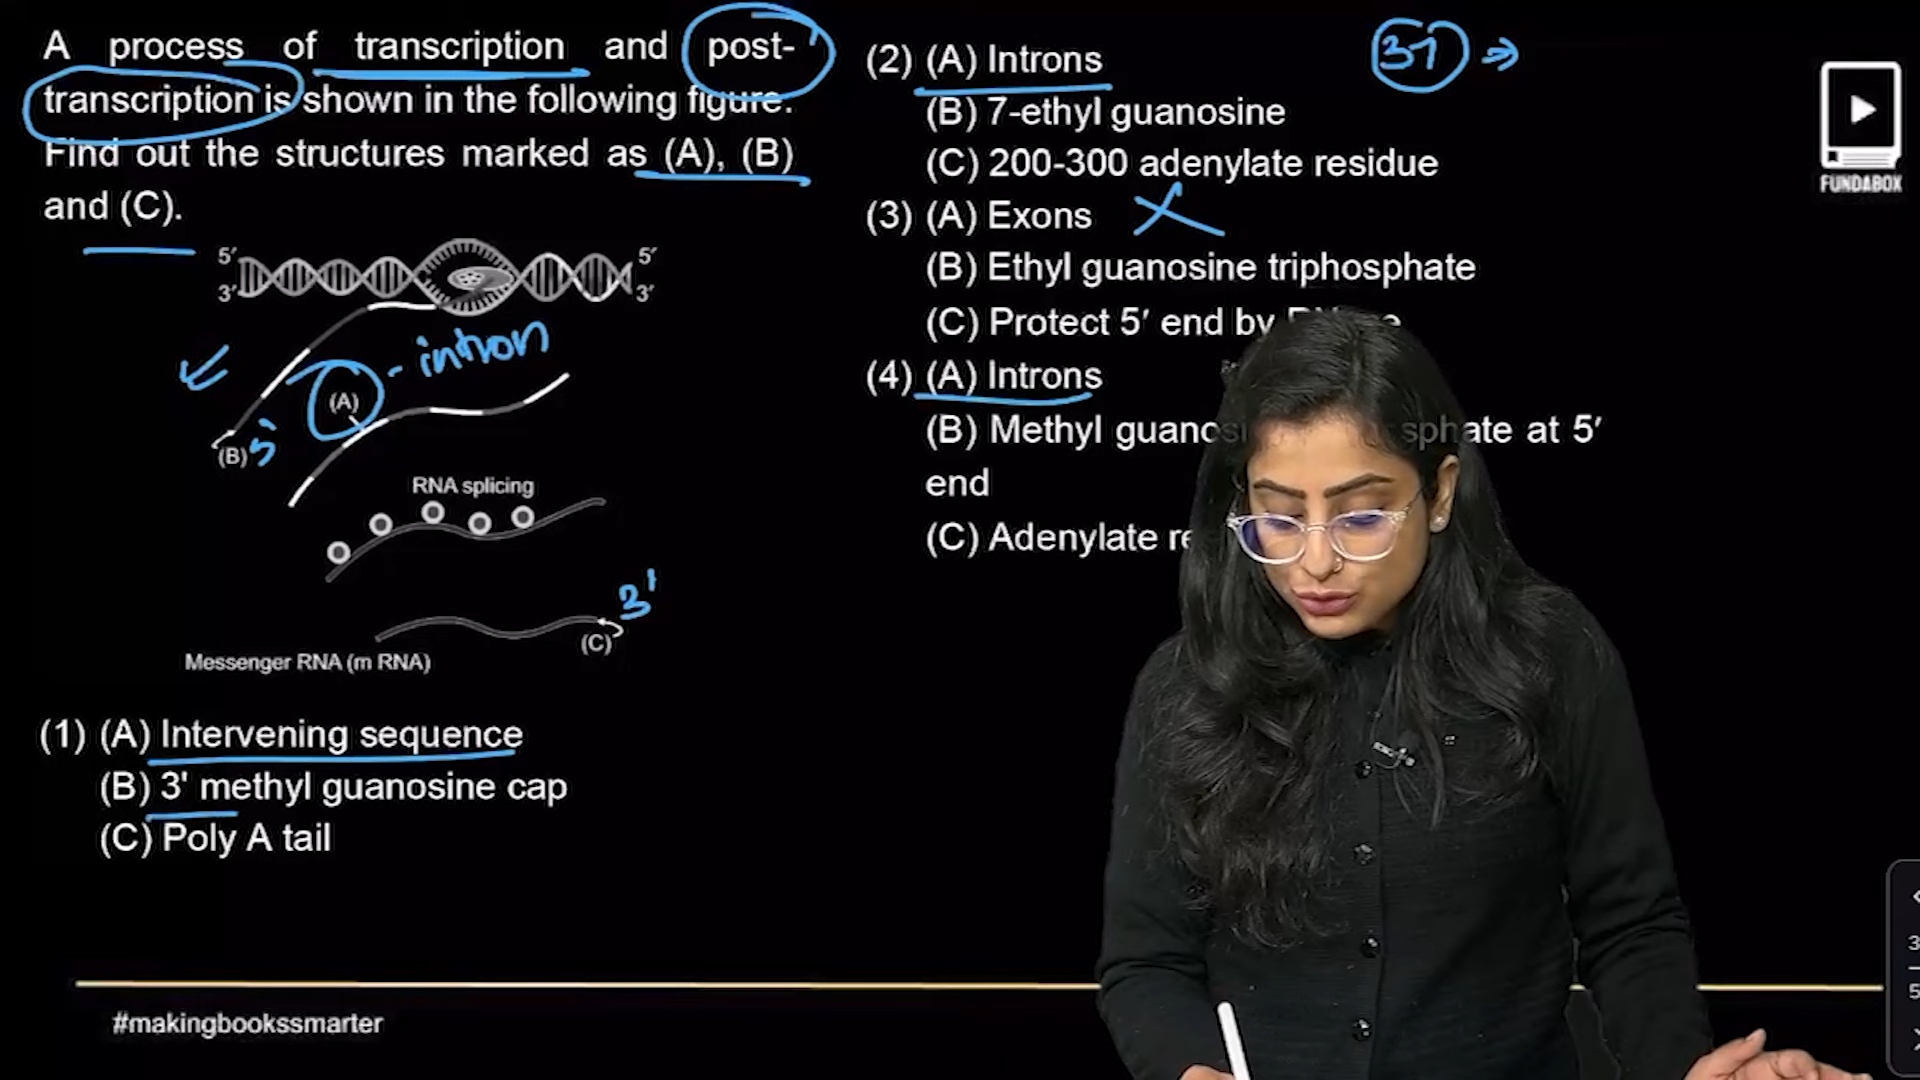 A process of transcription and post-
transcription is shown in the following figure.
Find out the structures marked as (A), (B)
and (C).
5′ 5′
3′ 3′
(A) - intron
(B) 5'
RNA splicing
3'
(C)
Messenger RNA (m RNA)
(1) (A) Intervening sequence
(B) 3' methyl guanosine cap
(C) Poly A tail
(2) (A) Introns
(B) 7-ethyl guanosine
(C) 200-300 adenylate residue
(3) (A) Exons
(B) Ethyl guanosine triphosphate
(C) Protect 5′ end by
(4) (A) Introns
(B) Methyl at 5′
end
(C) Adenylate
31
FUNDABOX
#makingbookssmarter